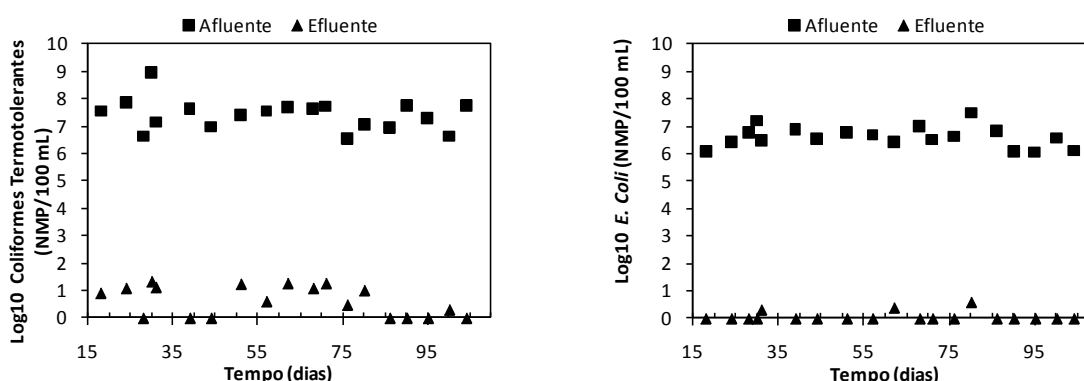 Afluente Efluente
Log10 Coliformes Termotolerantes
(NMP/100 mL)
10
9
8
7
6
5
4
3
2
1
0
15 35 55 75 95
Tempo (dias)
Afluente Efluente
Log10 E. Coli (NMP/100 mL)
10
9
8
7
6
5
4
3
2
1
0
15 35 55 75 95
Tempo (dias)